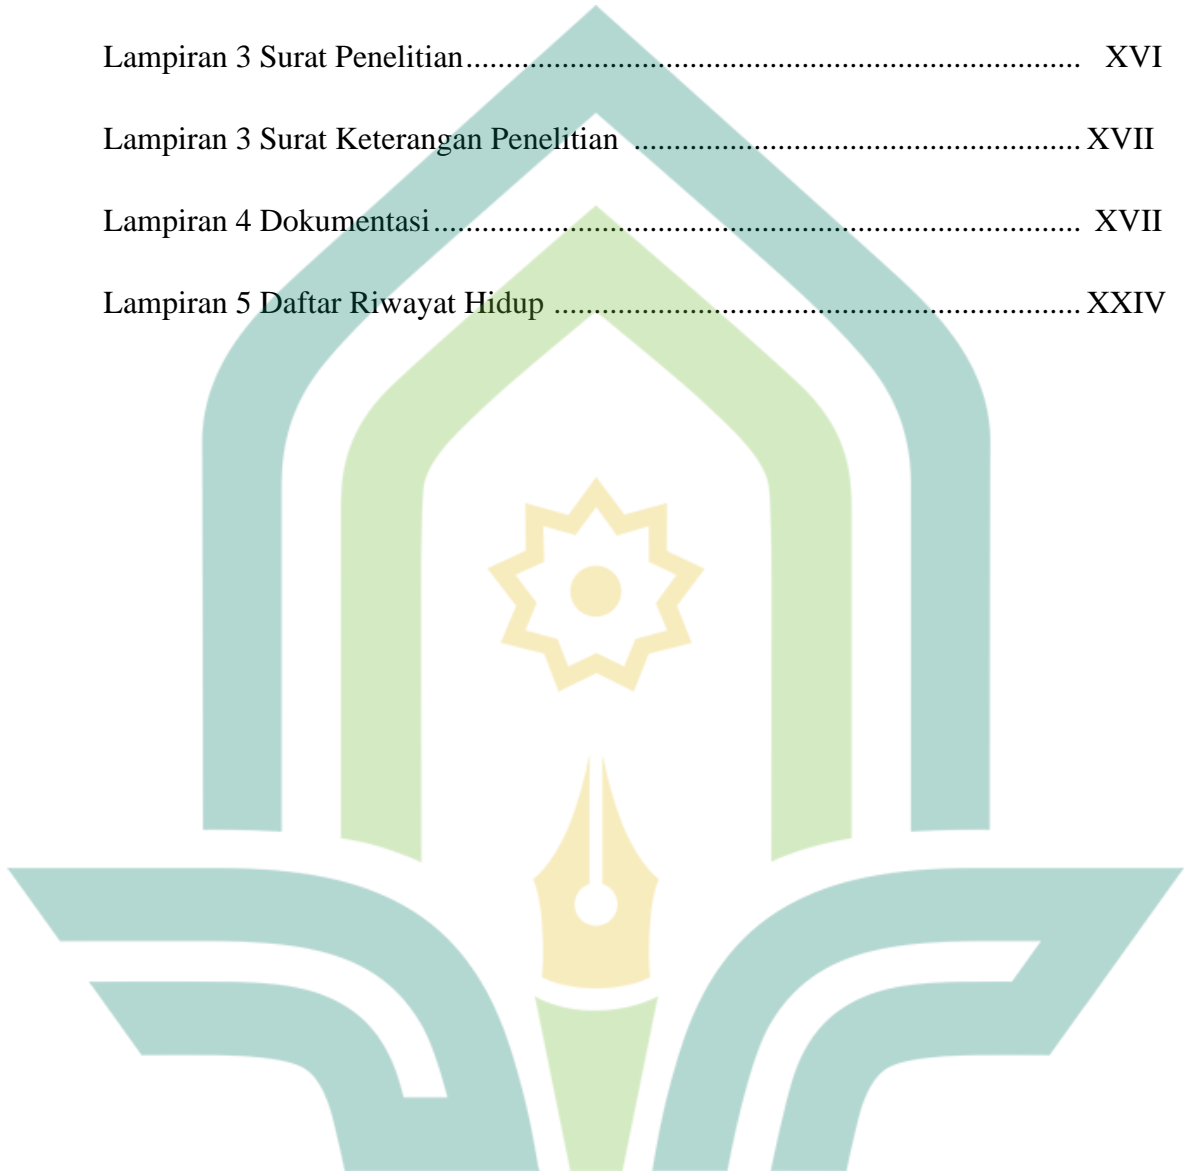 Lampiran 3 Surat Penelitian............................................................................. XVI
Lampiran 3 Surat Keterangan Penelitian ........................................................ XVII
Lampiran 4 Dokumentasi................................................................................. XVII
Lampiran 5 Daftar Riwayat Hidup .................................................................. XXIV